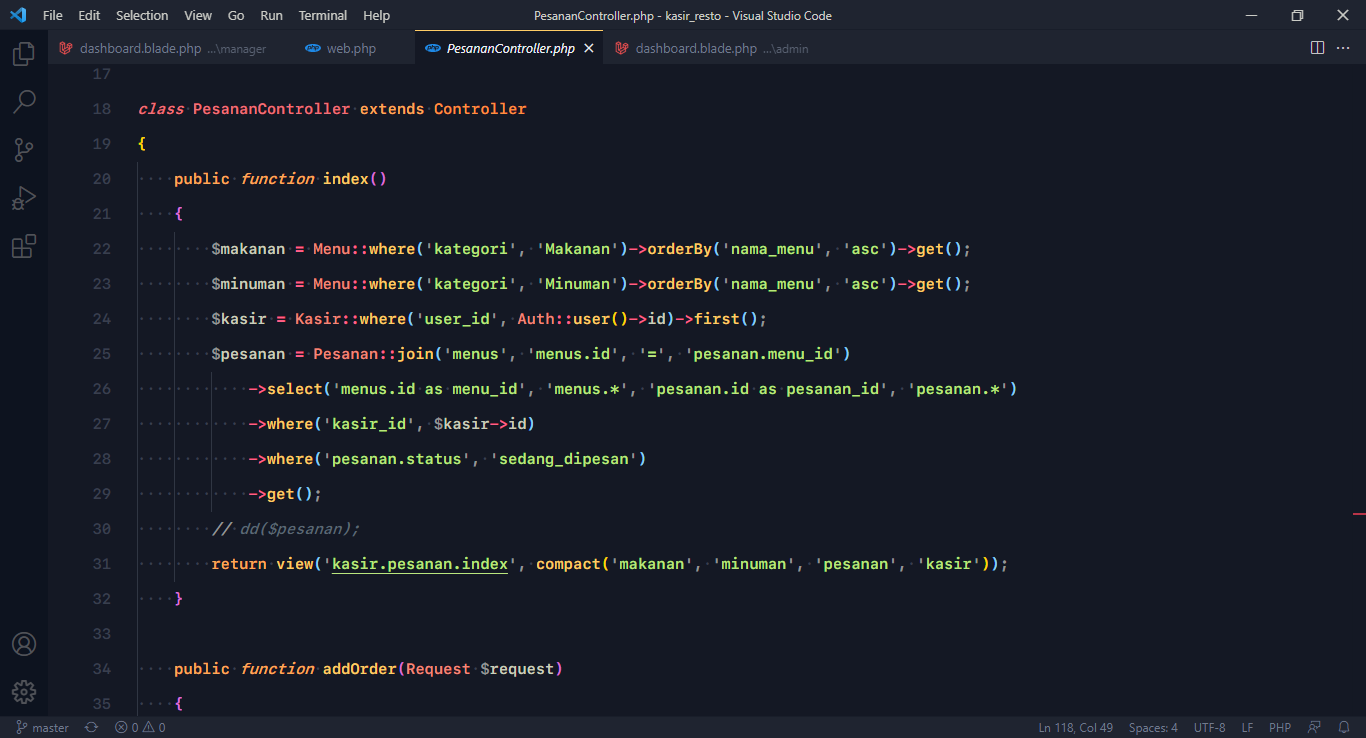 File Edit Selection View Go Run Terminal Help PesananController.php - kasir_resto - Visual Studio Code
dashboard.blade.php ...\manager web.php PesananController.php dashboard.blade.php ...\admin
17
18 class PesananController extends Controller
19 {
20 public function index()
21 {
22 $makanan = Menu::where('kategori', 'Makanan')->orderBy('nama_menu', 'asc')->get();
23 $minuman = Menu::where('kategori', 'Minuman')->orderBy('nama_menu', 'asc')->get();
24 $kasir = Kasir::where('user_id', Auth::user()->id)->first();
25 $pesanan = Pesanan::join('menus', 'menus.id', '=', 'pesanan.menu_id')
26 ->select('menus.id as menu_id', 'menus.*', 'pesanan.id as pesanan_id', 'pesanan.*')
27 ->where('kasir_id', $kasir->id)
28 ->where('pesanan.status', 'sedang_dipesan')
29 ->get();
30 // dd($pesanan);
31 return view('kasir.pesanan.index', compact('makanan', 'minuman', 'pesanan', 'kasir'));
32 }
33
34 public function addOrder(Request $request)
35 {
master 0 0 Ln 118, Col 49 Spaces: 4 UTF-8 LF PHP